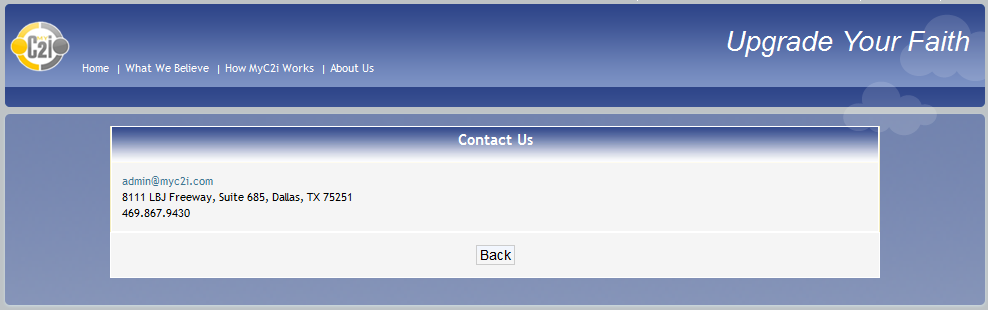 MY
C2i
Upgrade Your Faith
Home | What We Believe | How MyC2i Works | About Us
Contact Us
admin@myc2i.com
8111 LBJ Freeway, Suite 685, Dallas, TX 75251
469.867.9430
Back